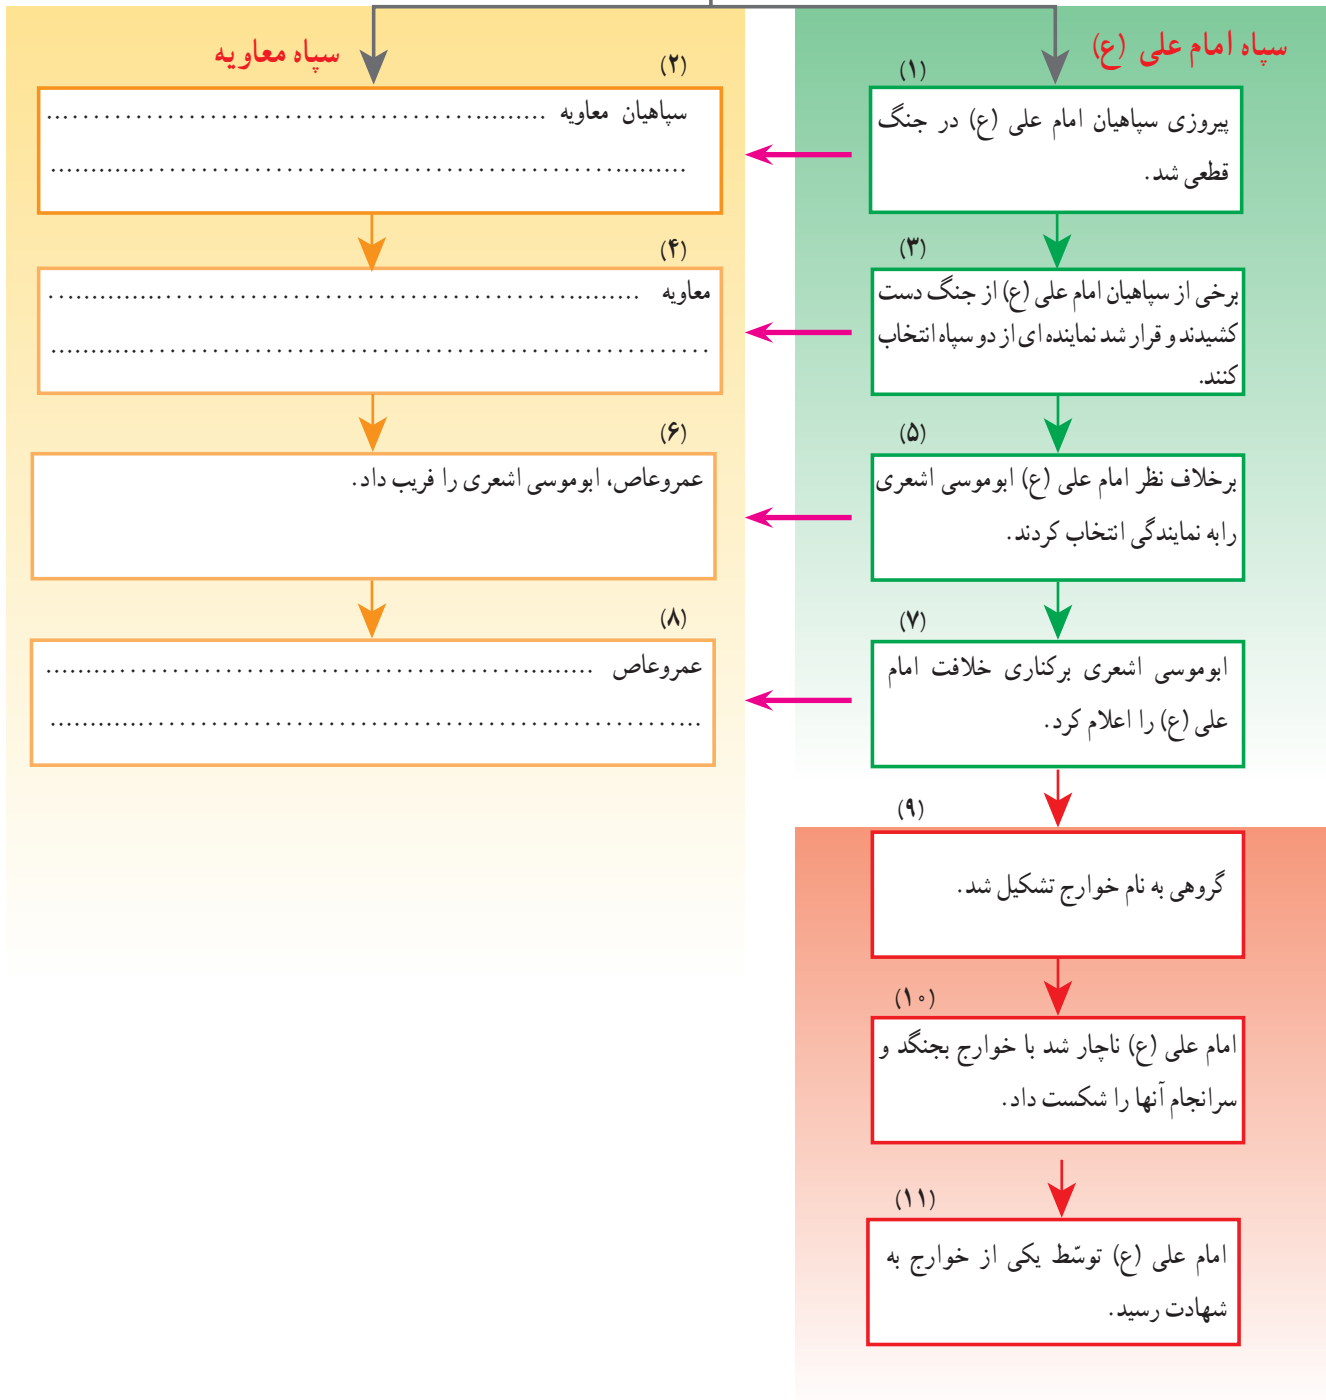 سپاه امام علی (ع)
سپاه معاویه
(۱)
پیروزی سپاهیان امام علی (ع) در جنگ
قطعی شد.
(۲)
سپاهیان معاویه ................................................
................................................................
(۳)
برخی از سپاهیان امام علی (ع) از جنگ دست
کشیدند و قرار شد نماینده ای از دو سپاه انتخاب
کنند.
(۴)
معاویه ........................................................
................................................................
(۵)
برخلاف نظر امام علی (ع) ابوموسی اشعری
رابه نمایندگی انتخاب کردند.
(۶)
عمروعاص، ابوموسی اشعری را فریب داد.
(۷)
ابوموسی اشعری برکناری خلافت امام
علی (ع) را اعلام کرد.
(۸)
عمروعاص ....................................................
................................................................
(۹)
گروهی به نام خوارج تشکیل شد.
(۱۰)
امام علی (ع) ناچار شد با خوارج بجنگد و
سرانجام آنها را شکست داد.
(۱۱)
امام علی (ع) توسّط یکی از خوارج به
شهادت رسید.